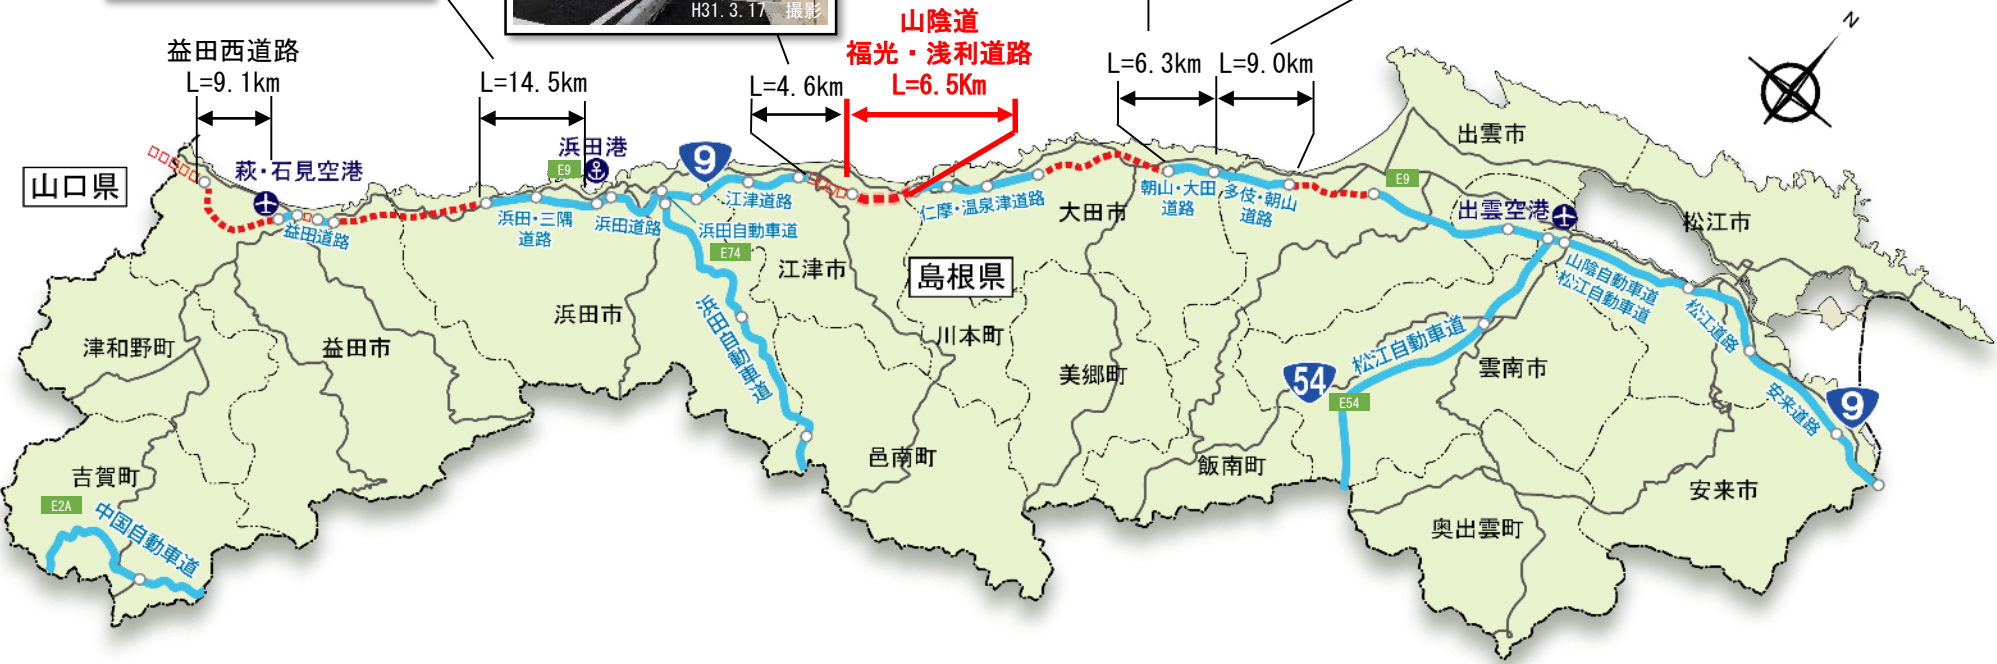 H31.3.17 撮影
山陰道
福光・浅利道路
L=6.5Km
益田西道路
L=9.1km
L=14.5km
L=4.6km
L=6.3km
L=9.0km
N
浜田港
E9
9
萩・石見空港
山口県
益田道路
浜田・三隅
道路
浜田道路
江津道路
浜田自動車道
E74
仁摩・温泉津道路
大田市
朝山・大田
道路
多伎・朝山
道路
E9
出雲市
出雲空港
松江市
江津市
島根県
山陰自動車道
松江自動車道
松江道路
浜田市
浜田自動車道
川本町
津和野町
益田市
美郷町
松江自動車道
54
E54
雲南市
安来道路
9
邑南町
飯南町
吉賀町
E2A
中国自動車道
奥出雲町
安来市